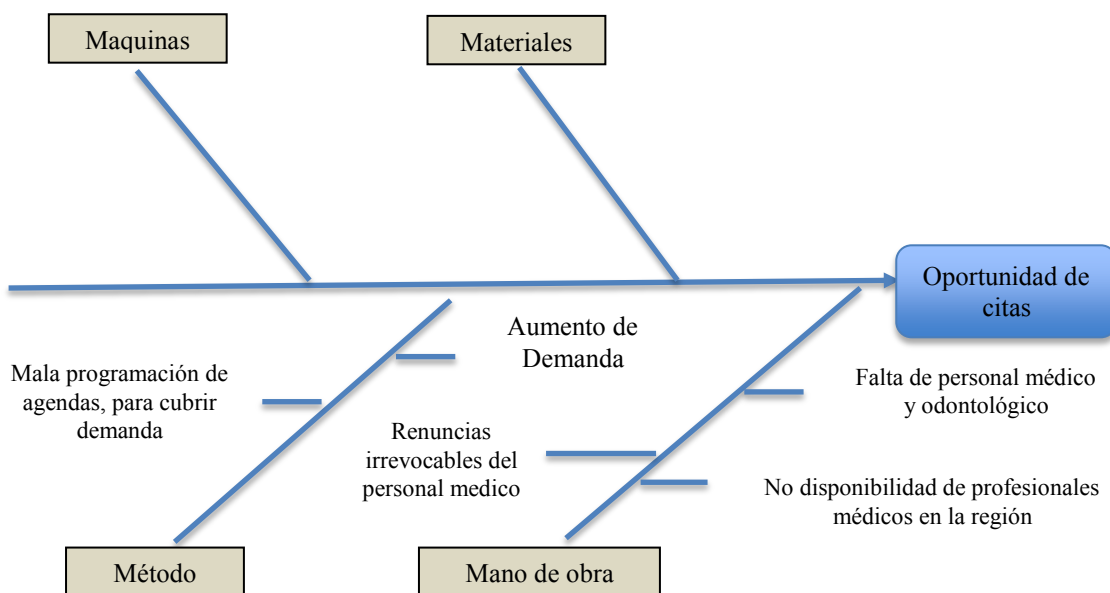 Maquinas
Materiales
Oportunidad de
citas
Aumento de
Demanda
Mala programación de
agendas, para cubrir
demanda
Falta de personal médico
y odontológico
Renuncias
irrevocables del
personal medico
No disponibilidad de profesionales
médicos en la región
Método
Mano de obra